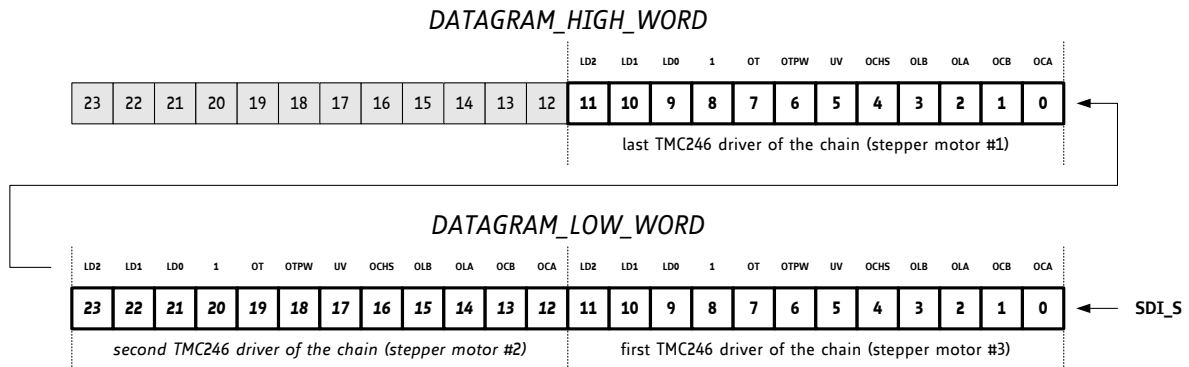 DATAGRAM_HIGH_WORD
LD2 LD1 LD0 1 OT OTPW UV OCHS OLB OLA OCB OCA
23 22 21 20 19 18 17 16 15 14 13 12 11 10 9 8 7 6 5 4 3 2 1 0
last TMC246 driver of the chain (stepper motor #1)
DATAGRAM_LOW_WORD
LD2 LD1 LD0 1 OT OTPW UV OCHS OLB OLA OCB OCA LD2 LD1 LD0 1 OT OTPW UV OCHS OLB OLA OCB OCA
23 22 21 20 19 18 17 16 15 14 13 12 11 10 9 8 7 6 5 4 3 2 1 0 SDI_S
second TMC246 driver of the chain (stepper motor #2) first TMC246 driver of the chain (stepper motor #3)